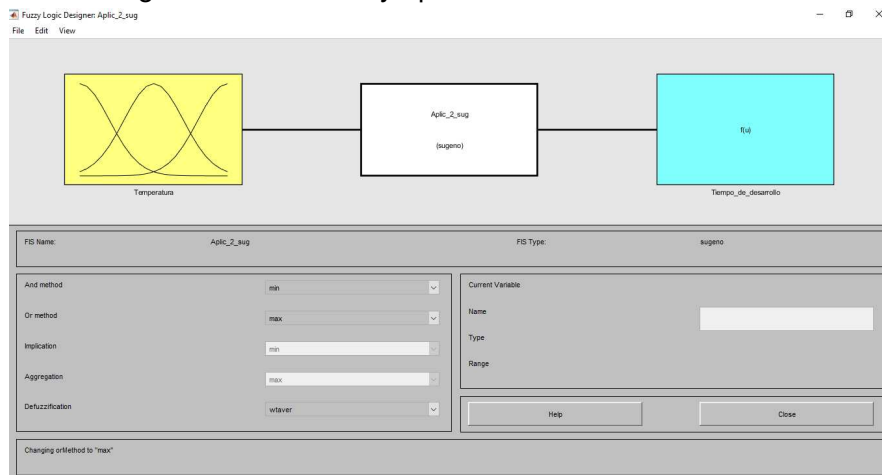 Fuzzy Logic Designer: Aplic_2_sug
File Edit View
Aplic_2_sug
(sugeno)
f(u)
Temperatura
Tiempo_de_desarrollo
FIS Name: Aplic_2_sug FIS Type: sugeno
And method min
Or method max
Implication min
Aggregation max
Defuzzification wtaver
Current Variable
Name
Type
Range
Help Close
Changing orMethod to "max"